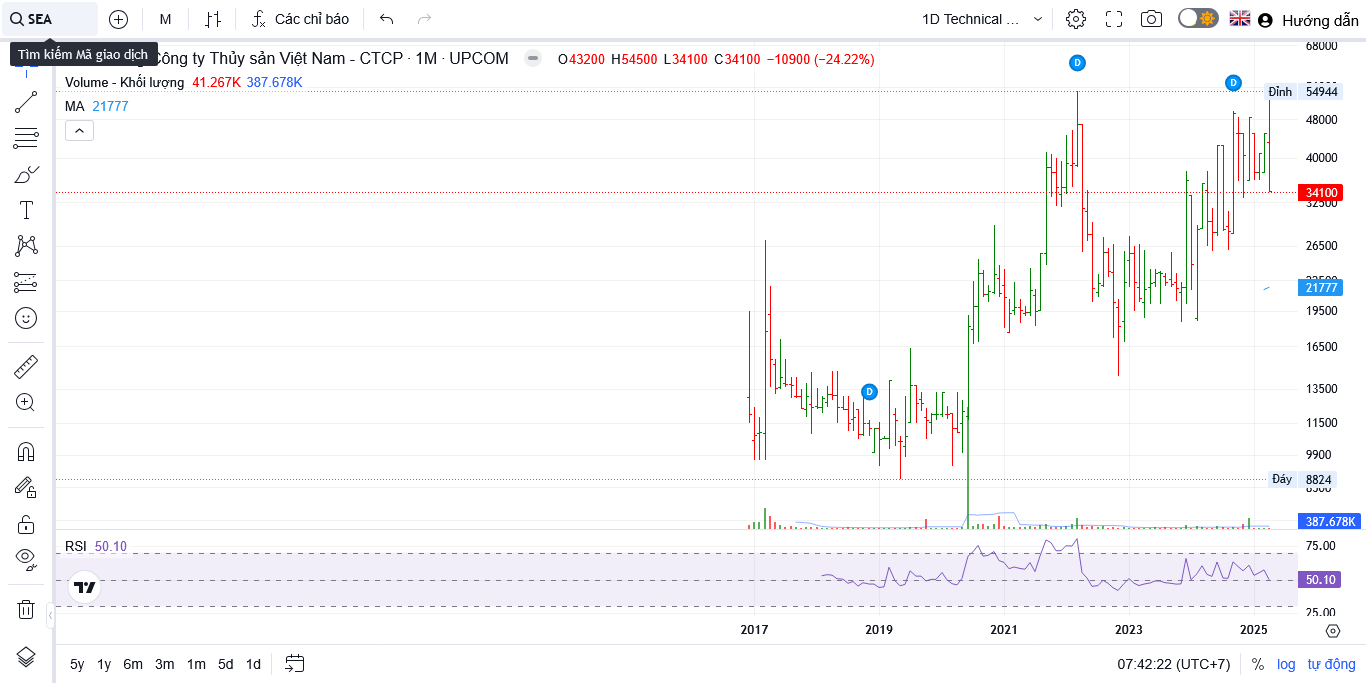 SEA
M
Các chỉ báo
1D Technical ...
Hướng dẫn
Tìm kiếm Mã giao dịch
Công ty Thủy sản Việt Nam - CTCP · 1M · UPCOM
O43200 H54500 L34100 C34100 −10900 (−24.22%)
Volume - Khối lượng 41.267K 387.678K
MA 21777
68000
Đỉnh 54944
48000
40000
34100
32500
26500
21777
19500
16500
13500
11500
9900
Đáy 8824
387.678K
D
D
D
RSI 50.10
75.00
50.10
25.00
2017 2019 2021 2023 2025
5y 1y 6m 3m 1m 5d 1d
07:42:22 (UTC+7) % log tự động